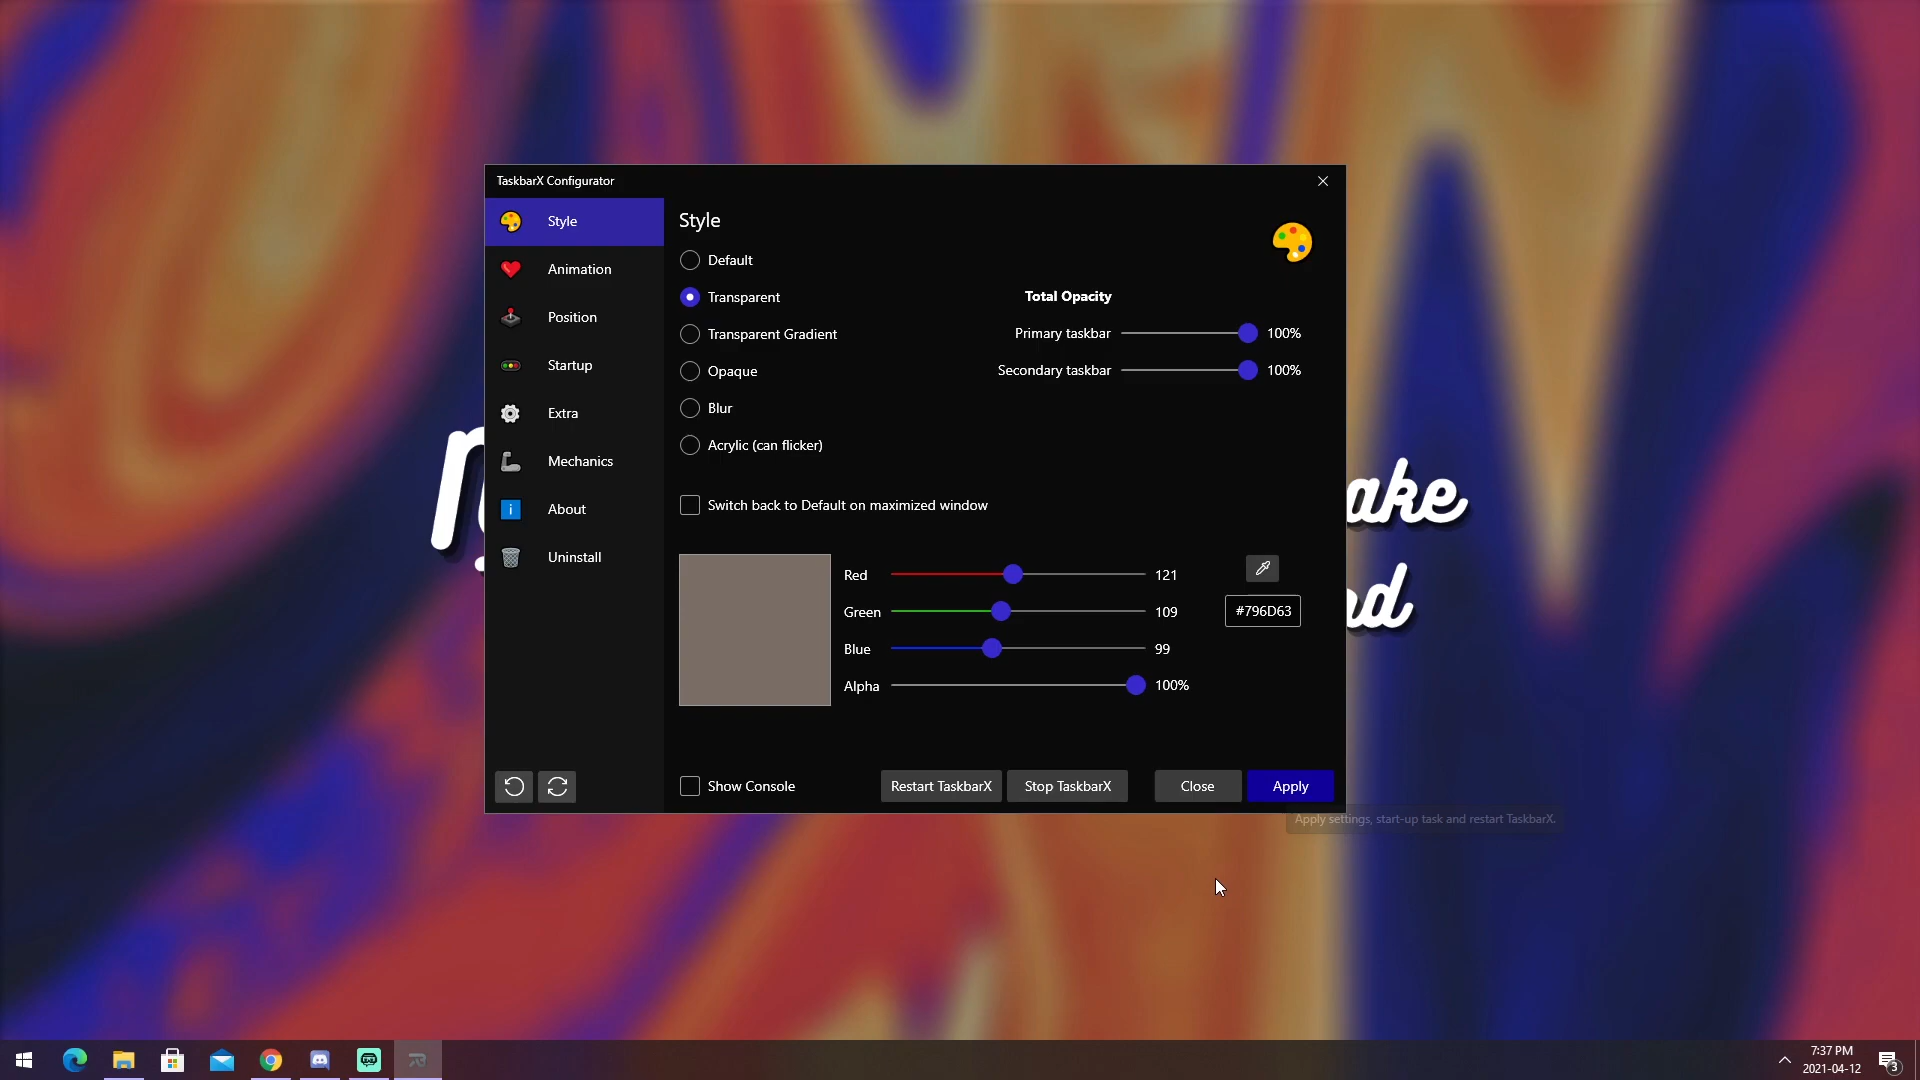 TaskbarX Configurator
Style
Animation
Position
Startup
Extra
Mechanics
About
Uninstall
Style
Default
Transparent
Transparent Gradient
Opaque
Blur
Acrylic (can flicker)
Total Opacity
Primary taskbar 100%
Secondary taskbar 100%
Switch back to Default on maximized window
Red 121
Green 109
Blue 99
Alpha 100%
#796D63
Show Console
Restart TaskbarX
Stop TaskbarX
Close
Apply
Apply settings, start-up task and restart TaskbarX.
ake
7:37 PM
2021-04-12
3